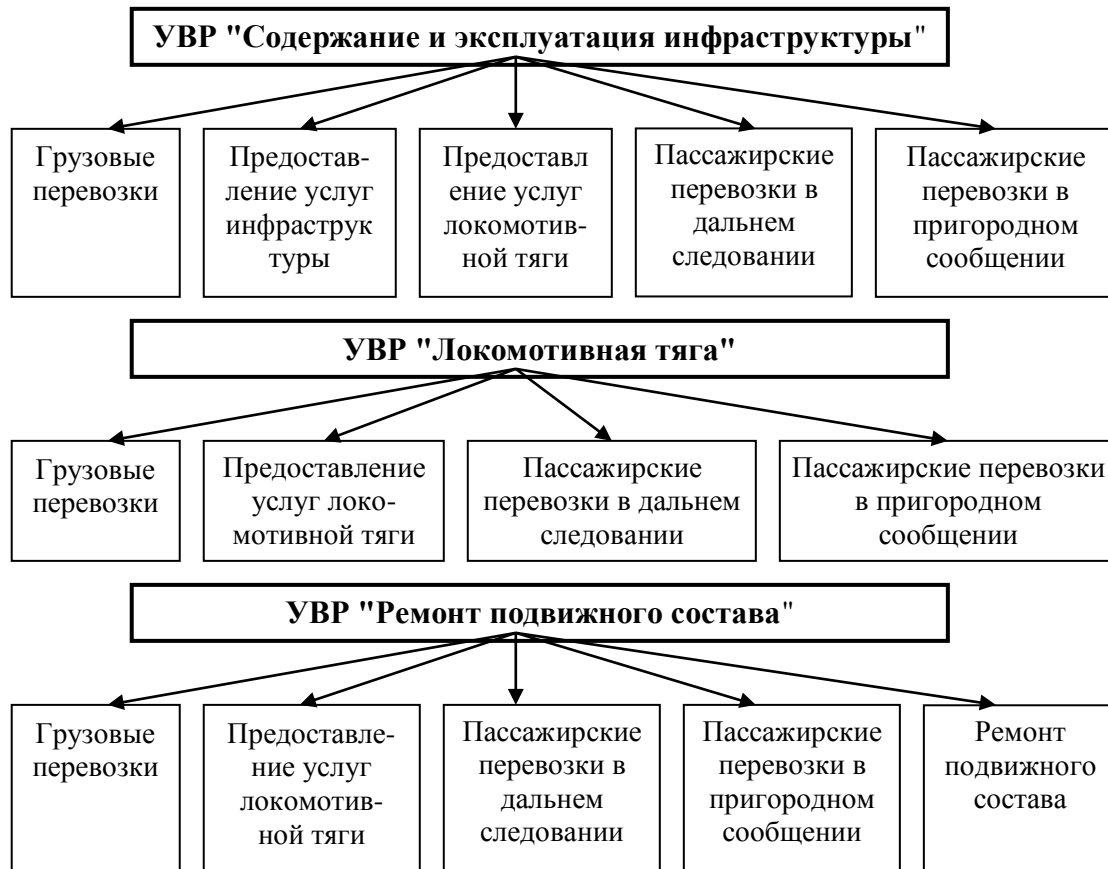 УВР "Содержание и эксплуатация инфраструктуры"
Грузовые
перевозки
Предостав-
ление услуг
инфраструк
туры
Предоставл
ение услуг
локомотив-
ной тяги
Пассажирские
перевозки в
дальнем
следовании
Пассажирские
перевозки в
пригородном
сообщении
УВР "Локомотивная тяга"
Грузовые
перевозки
Предоставление
услуг локо-
мотивной тяги
Пассажирские
перевозки в дальнем
следовании
Пассажирские перевозки
в пригородном
сообщении
УВР "Ремонт подвижного состава"
Грузовые
перевозки
Предоставле-
ние услуг
локомотив-
ной тяги
Пассажирские
перевозки в
дальнем
следовании
Пассажирские
перевозки в
пригородном
сообщении
Ремонт
подвижного
состава